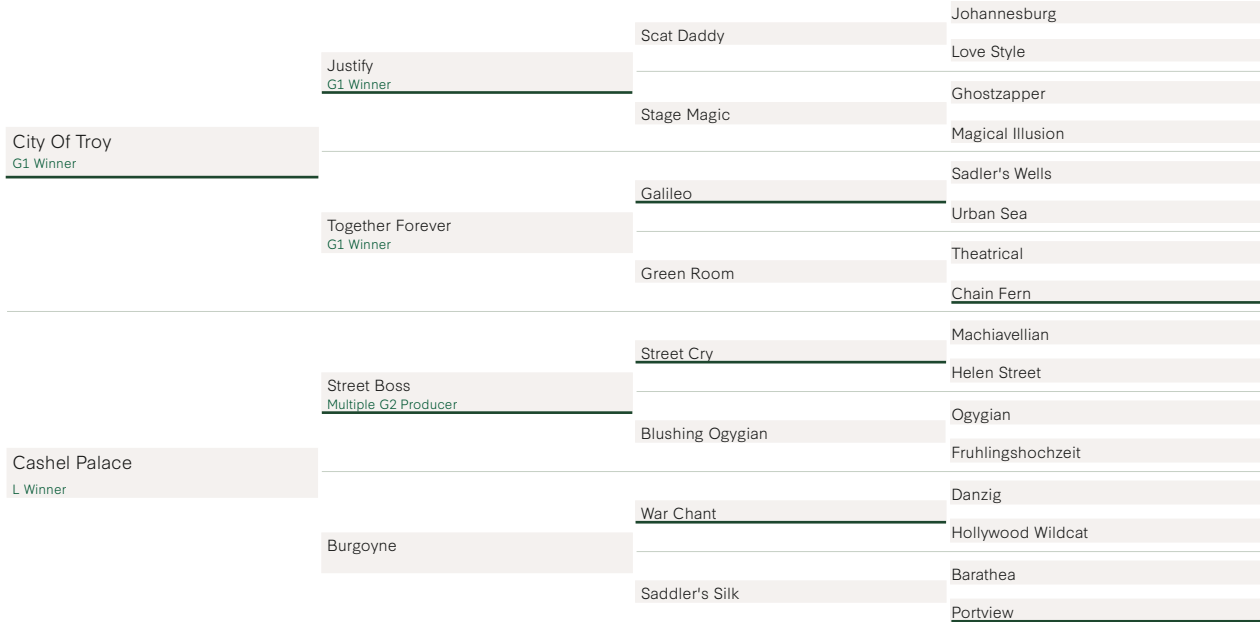 Johannesburg
Scat Daddy
Love Style
Justify
G1 Winner
Ghostzapper
Stage Magic
Magical Illusion
City Of Troy
G1 Winner
Sadler's Wells
Galileo
Urban Sea
Together Forever
G1 Winner
Theatrical
Green Room
Chain Fern
Machiavellian
Street Cry
Helen Street
Street Boss
Multiple G2 Producer
Ogygian
Blushing Ogygian
Fruhlingshochzeit
Cashel Palace
L Winner
Danzig
War Chant
Hollywood Wildcat
Burgoyne
Barathea
Saddler's Silk
Portview